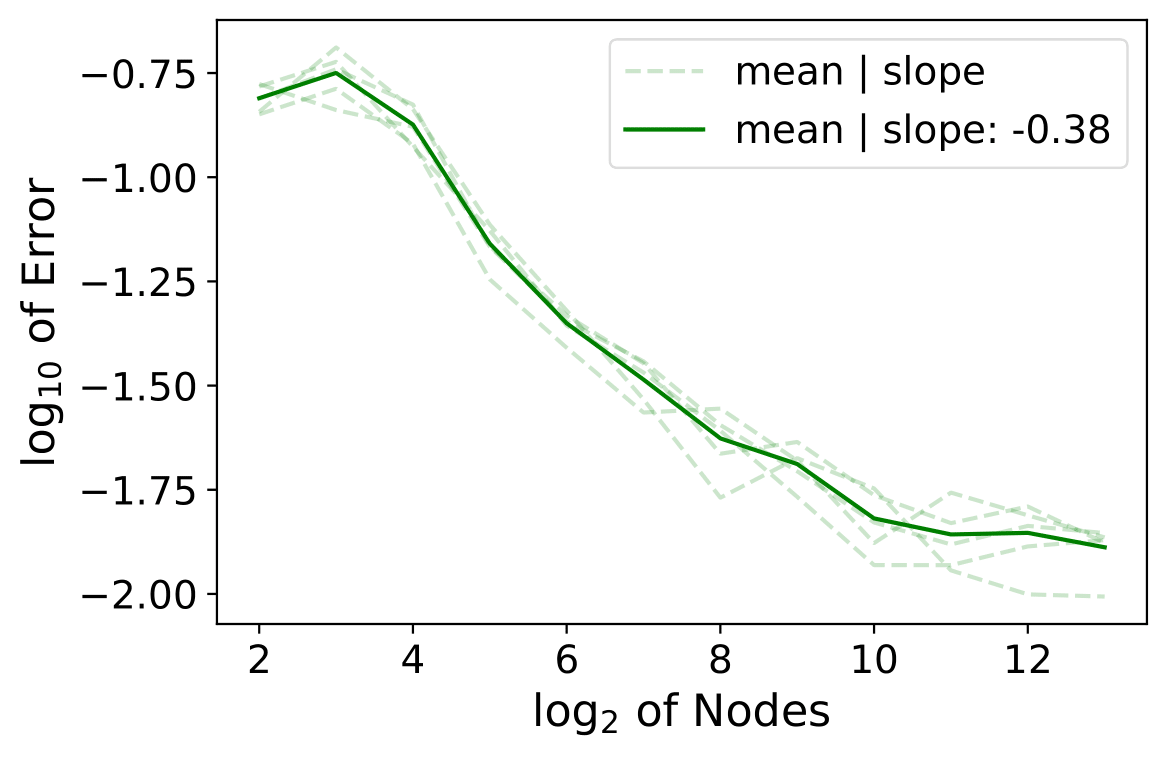 mean | slope
mean | slope: -0.38
log₁₀ of Error
−0.75
−1.00
−1.25
−1.50
−1.75
−2.00
2 4 6 8 10 12
log₂ of Nodes